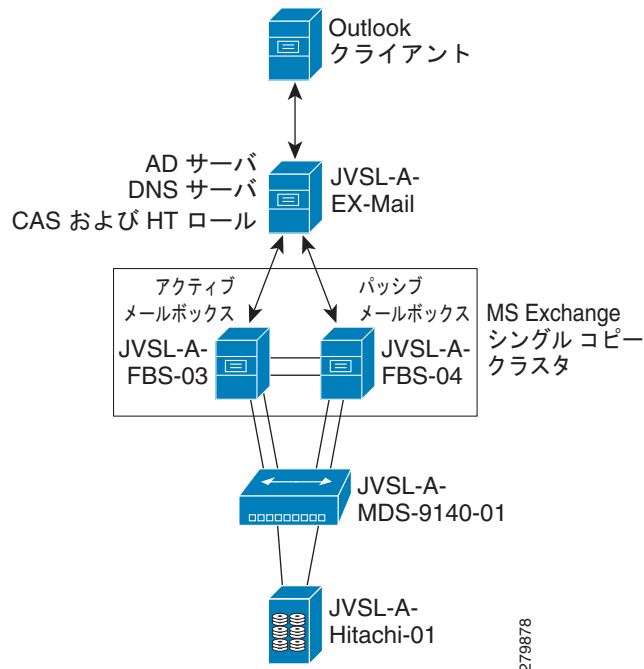 Outlook
クライアント
AD サーバ
DNS サーバ
CAS および HT ロール
JVSL-A-
EX-Mail
アクティブ
メールボックス
パッシブ
メールボックス
JVSL-A-
FBS-03
JVSL-A-
FBS-04
MS Exchange
シングル コピー
クラスタ
JVSL-A-
MDS-9140-01
JVSL-A-
Hitachi-01
279878